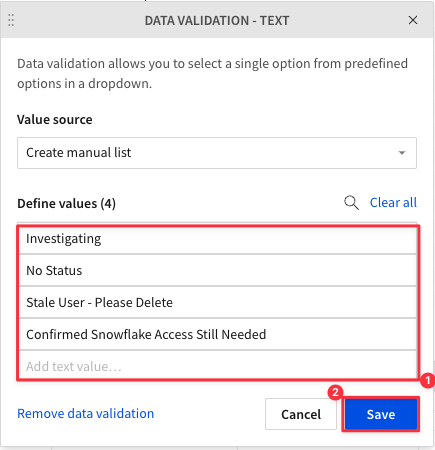 DATA VALIDATION - TEXT
Data validation allows you to select a single option from predefined
options in a dropdown.
Value source
Create manual list
Define values (4)
Clear all
Investigating
No Status
Stale User - Please Delete
Confirmed Snowflake Access Still Needed
Add text value...
1
2
Remove data validation
Cancel
Save